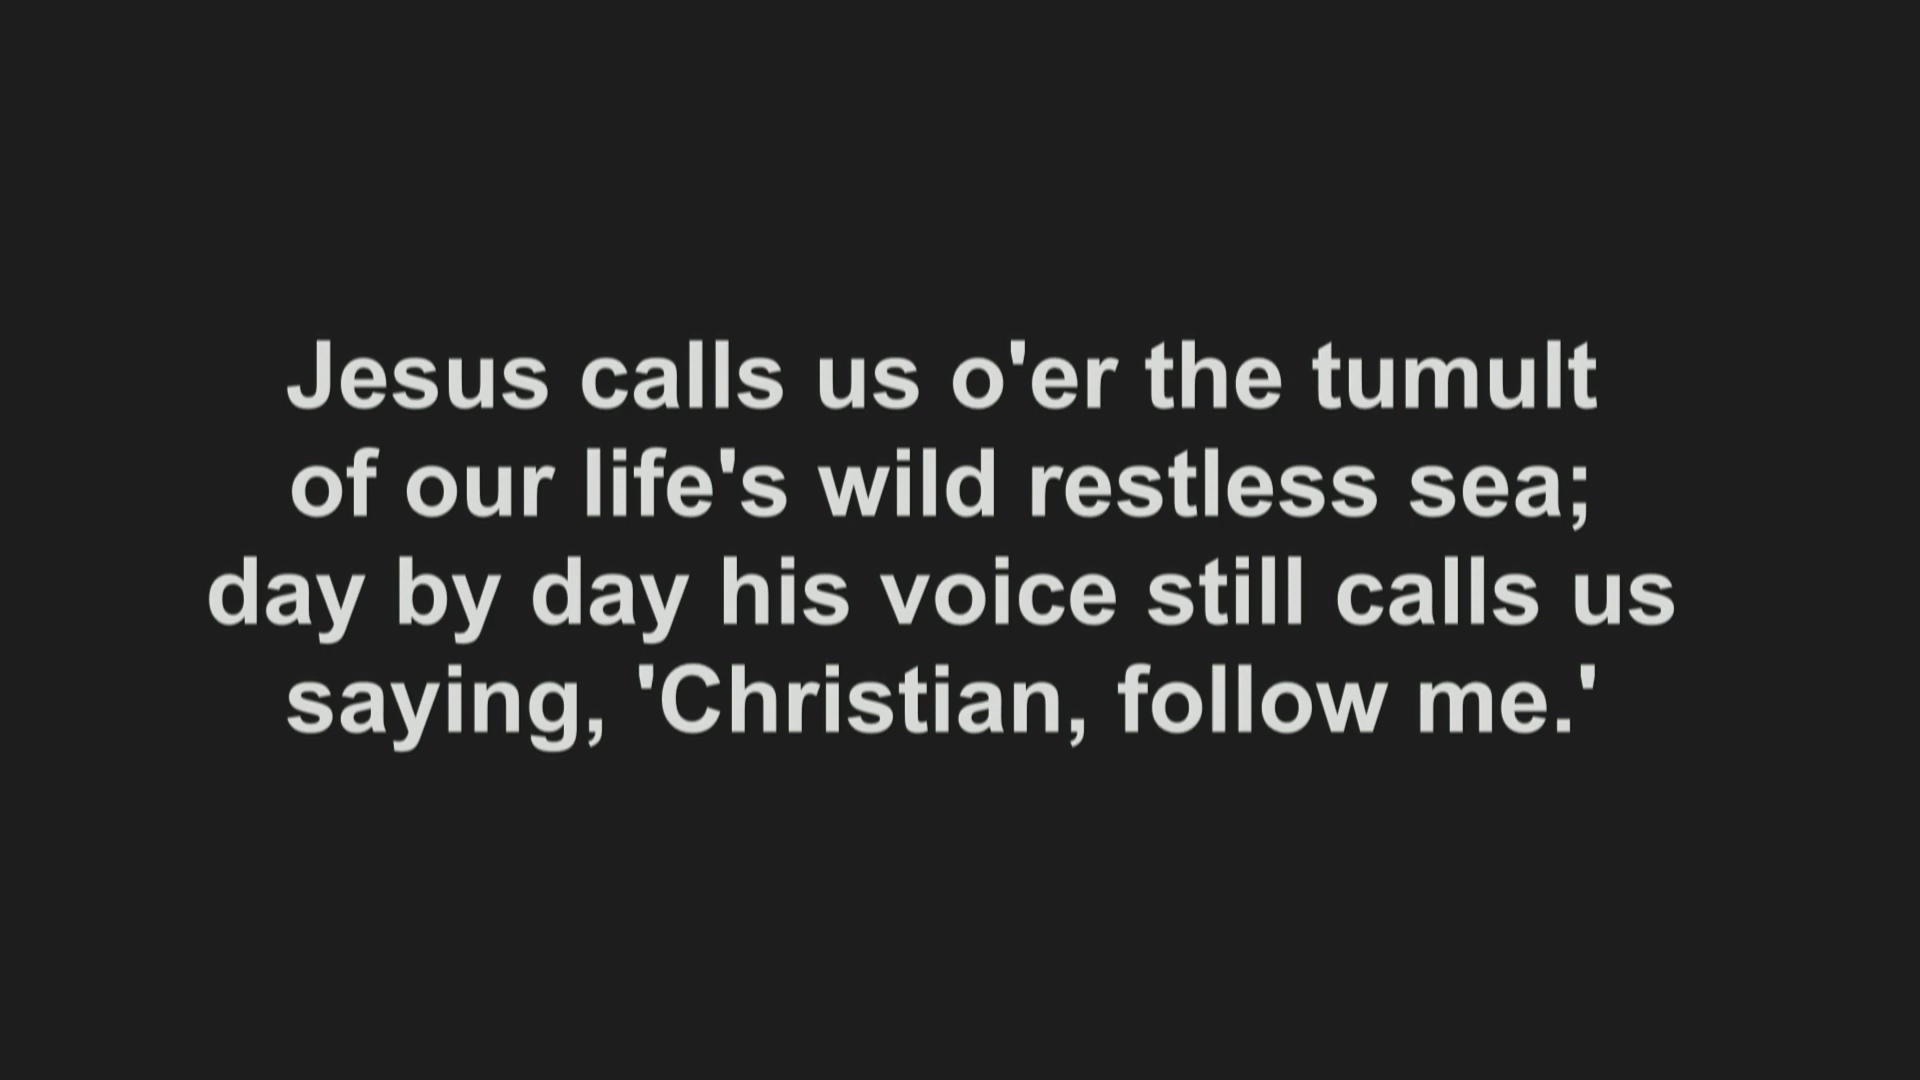 Jesus calls us o'er the tumult
of our life's wild restless sea;
day by day his voice still calls us
saying, 'Christian, follow me.'